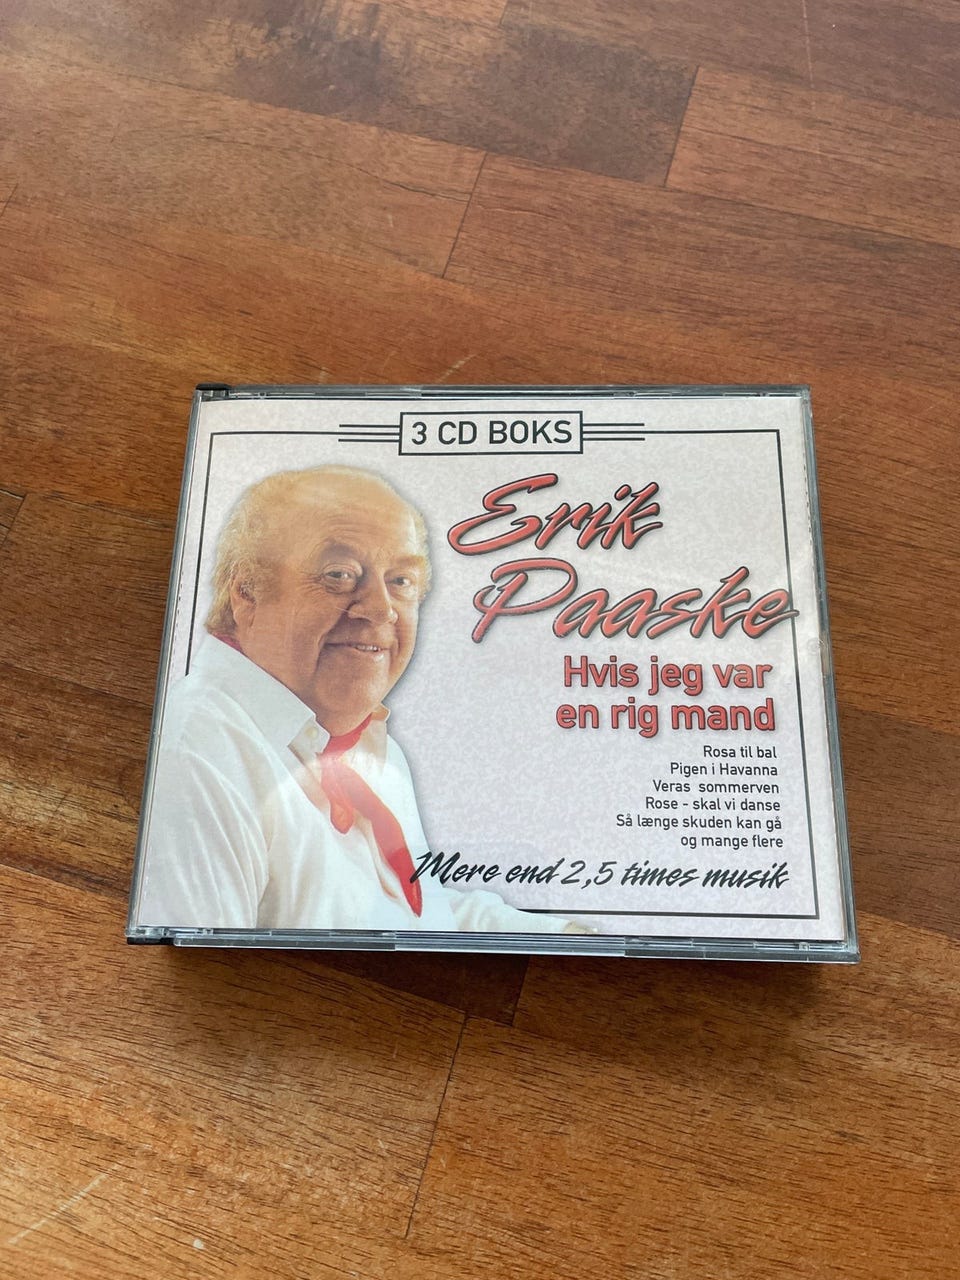 3 CD BOKS
Erik
Paaske
Hvis jeg var
en rig mand
Rosa til bal
Pigen i Havanna
Veras sommerven
Rose - skal vi danse
Så længe skuden kan gå
og mange flere
Mere end 2,5 times musik